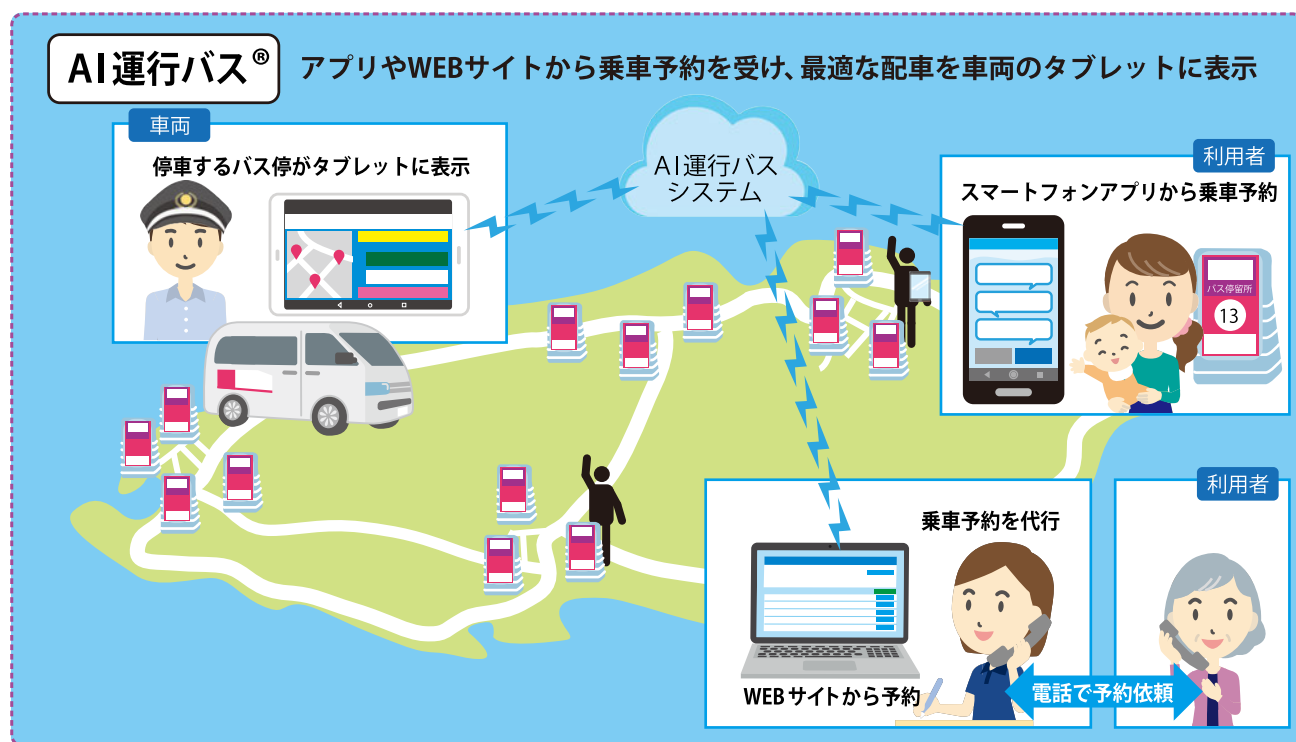 AI運行バス®
アプリやWEBサイトから乗車予約を受け、最適な配車を車両のタブレットに表示
車両
停車するバス停がタブレットに表示
AI運行バス
システム
利用者
スマートフォンアプリから乗車予約
バス停留所
13
乗車予約を代行
WEBサイトから予約
利用者
電話で予約依頼